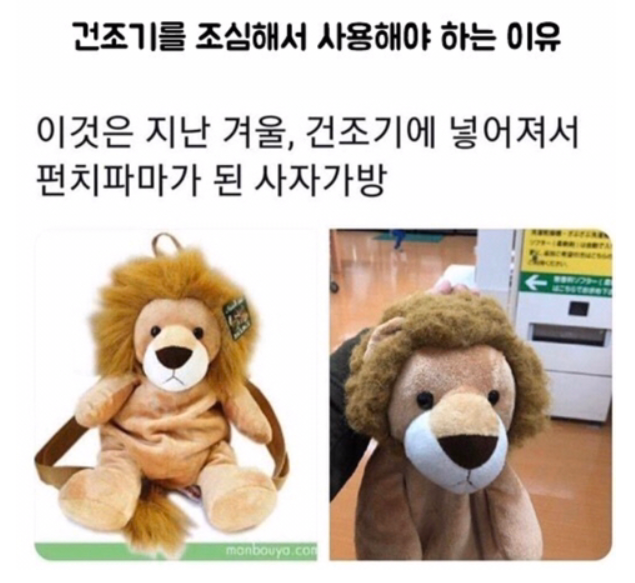 건조기를 조심해서 사용해야 하는 이유
이것은 지난 겨울, 건조기에 넣어져서
펀치파마가 된 사자가방
manbouya.com